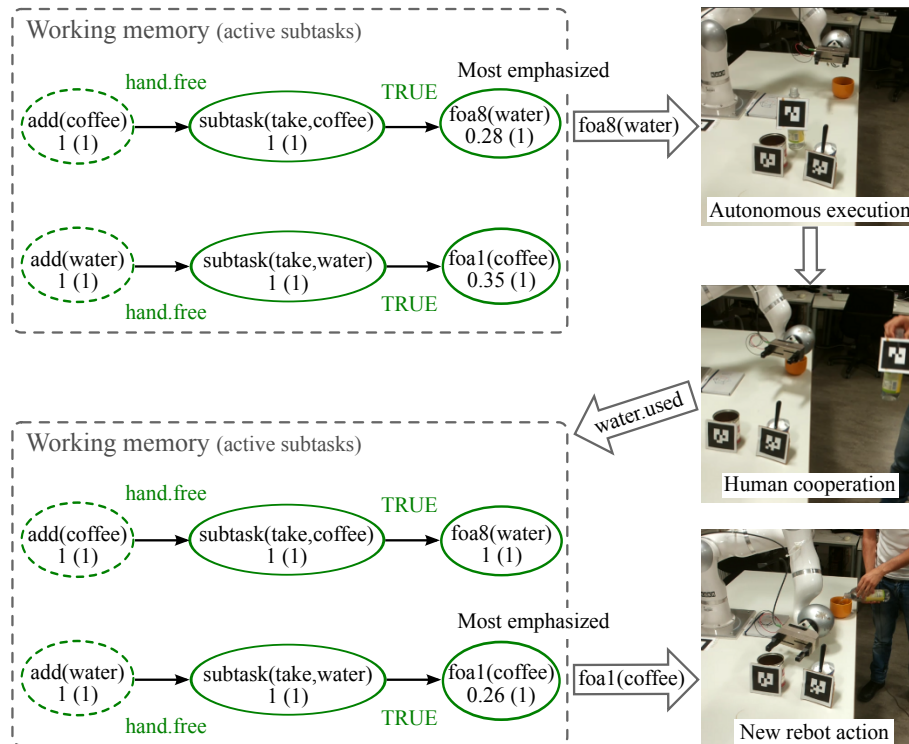 Working memory (active subtasks)
hand.free
TRUE
Most emphasized
add(coffee)
1 (1)
subtask(take,coffee)
1 (1)
foa8(water)
0.28 (1)
foa8(water)
Autonomous execution
add(water)
1 (1)
subtask(take,water)
1 (1)
foa1(coffee)
0.35 (1)
hand.free
TRUE
water.used
Human cooperation
Working memory (active subtasks)
hand.free
TRUE
add(coffee)
1 (1)
subtask(take,coffee)
1 (1)
foa8(water)
1 (1)
Most emphasized
add(water)
1 (1)
subtask(take,water)
1 (1)
foa1(coffee)
0.26 (1)
foa1(coffee)
hand.free
TRUE
New rebot action